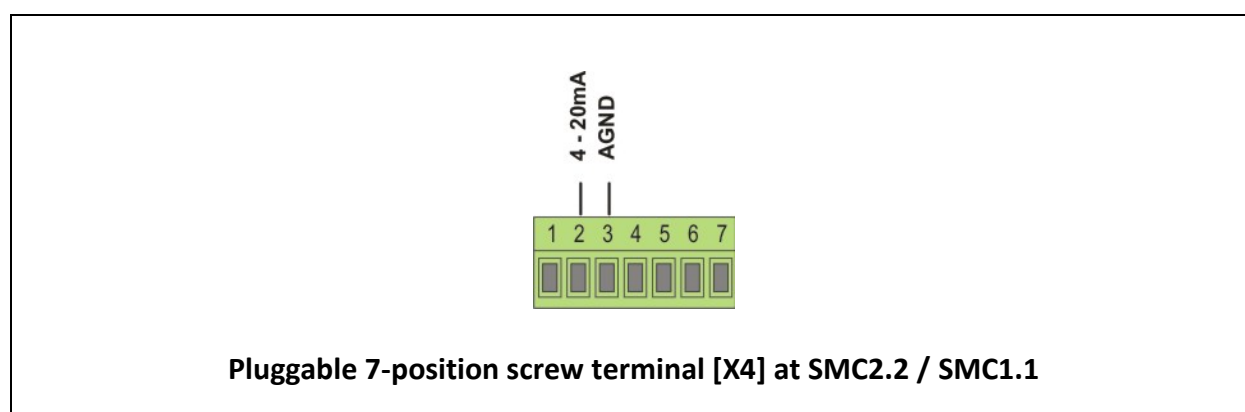 4 - 20mA
AGND
1 2 3 4 5 6 7
Pluggable 7-position screw terminal [X4] at SMC2.2 / SMC1.1